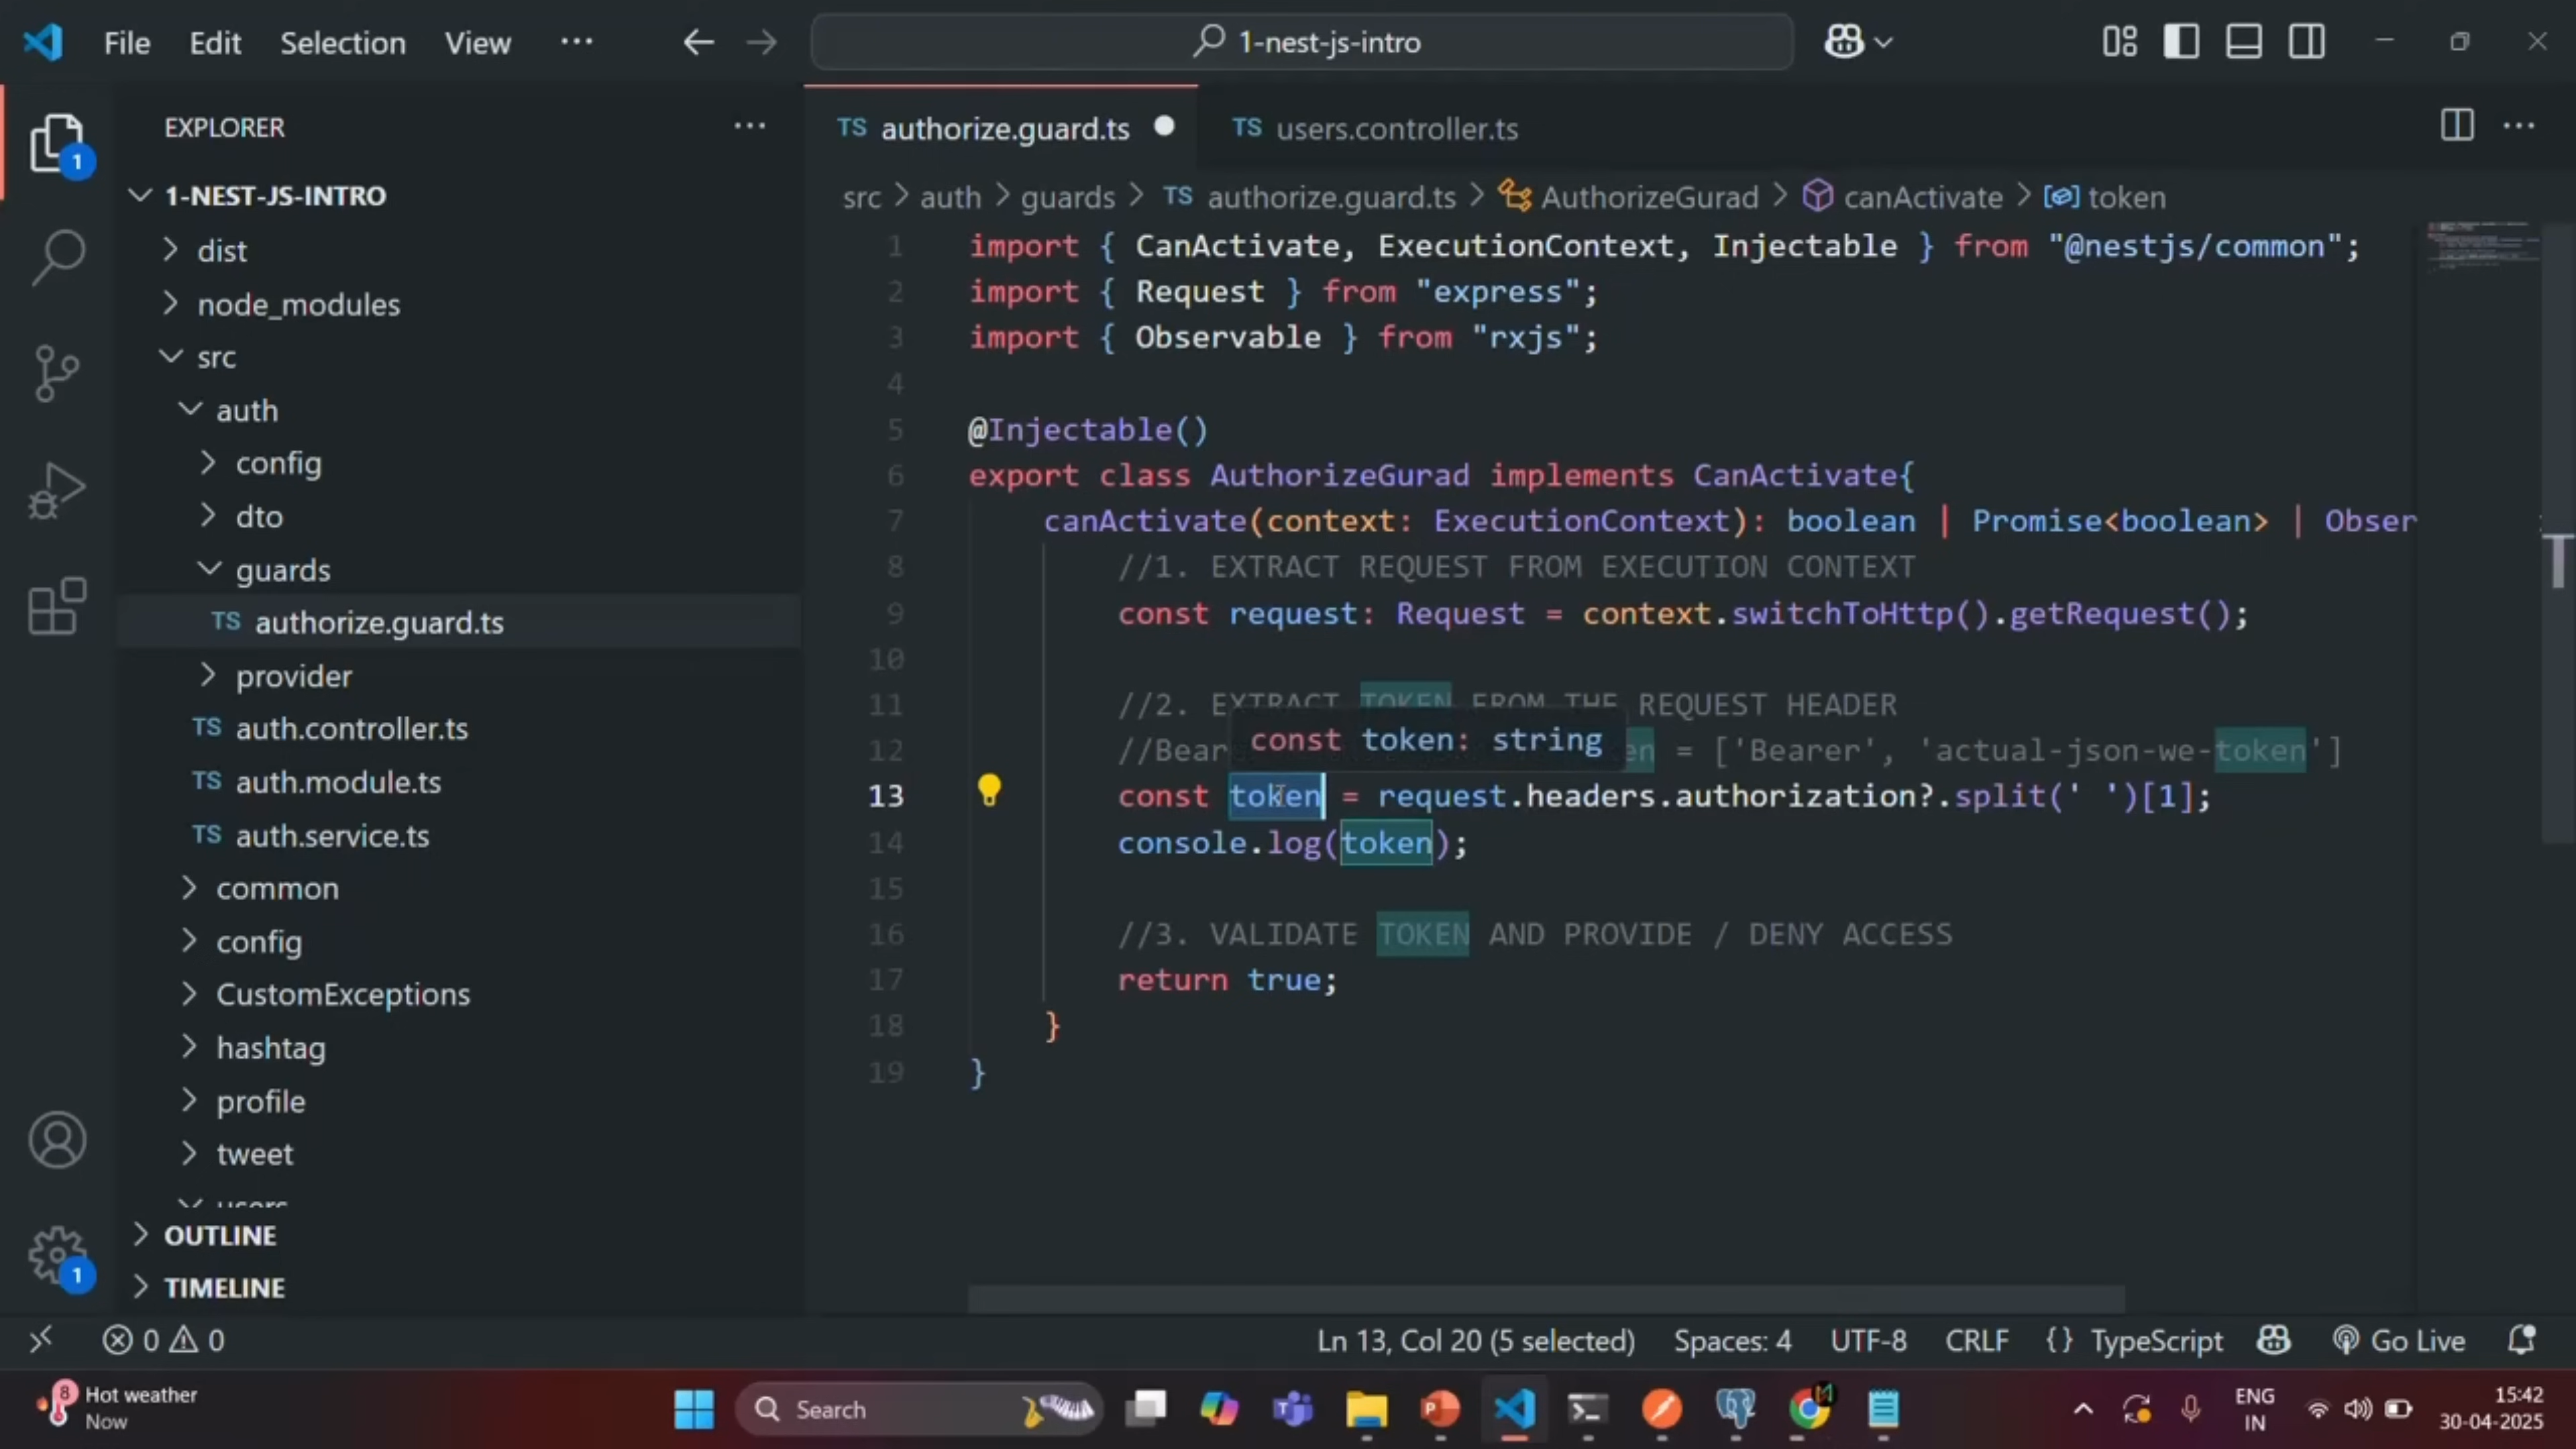 File Edit Selection View ··· 1-nest-js-intro
EXPLORER ···
1
1-NEST-JS-INTRO
dist
node_modules
src
auth
config
dto
guards
TS authorize.guard.ts
provider
TS auth.controller.ts
TS auth.module.ts
TS auth.service.ts
common
config
CustomExceptions
hashtag
profile
tweet
users
OUTLINE
1
TIMELINE
TS authorize.guard.ts TS users.controller.ts ···
src > auth > guards > TS authorize.guard.ts > AuthorizeGurad > canActivate > token
1 import { CanActivate, ExecutionContext, Injectable } from "@nestjs/common";
2 import { Request } from "express";
3 import { Observable } from "rxjs";
4
5 @Injectable()
6 export class AuthorizeGurad implements CanActivate{
7 canActivate(context: ExecutionContext): boolean | Promise<boolean> | Obser
8 //1. EXTRACT REQUEST FROM EXECUTION CONTEXT
9 const request: Request = context.switchToHttp().getRequest();
10
11 //2. EXTRACT TOKEN FROM THE REQUEST HEADER
const token: string
12 //Bear en = ['Bearer', 'actual-json-we-token']
13 const token = request.headers.authorization?.split(' ')[1];
14 console.log(token);
15
16 //3. VALIDATE TOKEN AND PROVIDE / DENY ACCESS
17 return true;
18 }
19 }
0 0 Ln 13, Col 20 (5 selected) Spaces: 4 UTF-8 CRLF {} TypeScript Go Live
8 Hot weather
Now
Search
ENG
IN
15:42
30-04-2025